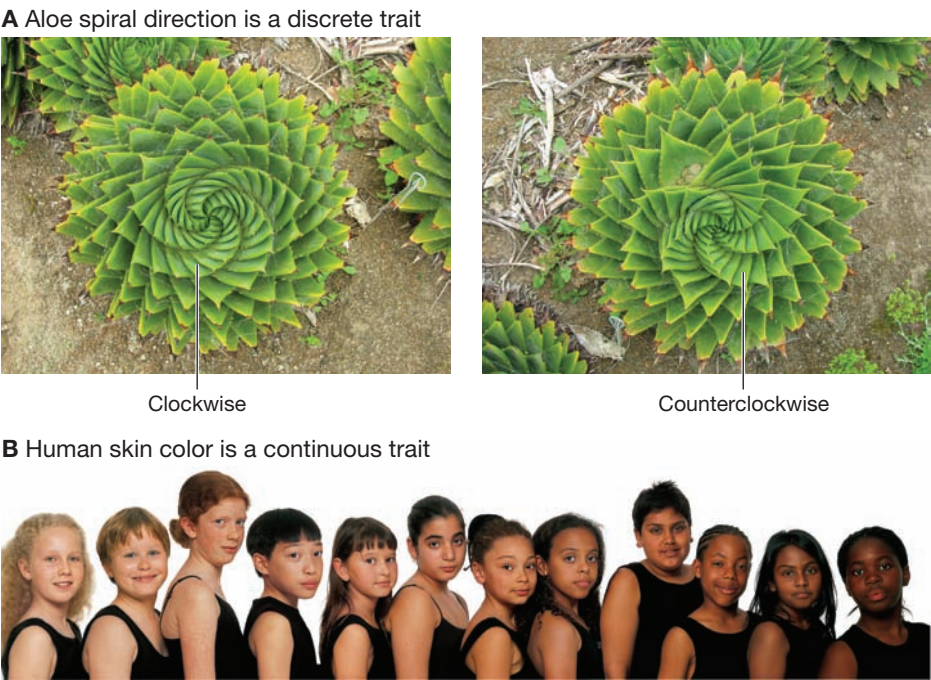 A Aloe spiral direction is a discrete trait
Clockwise
Counterclockwise
B Human skin color is a continuous trait